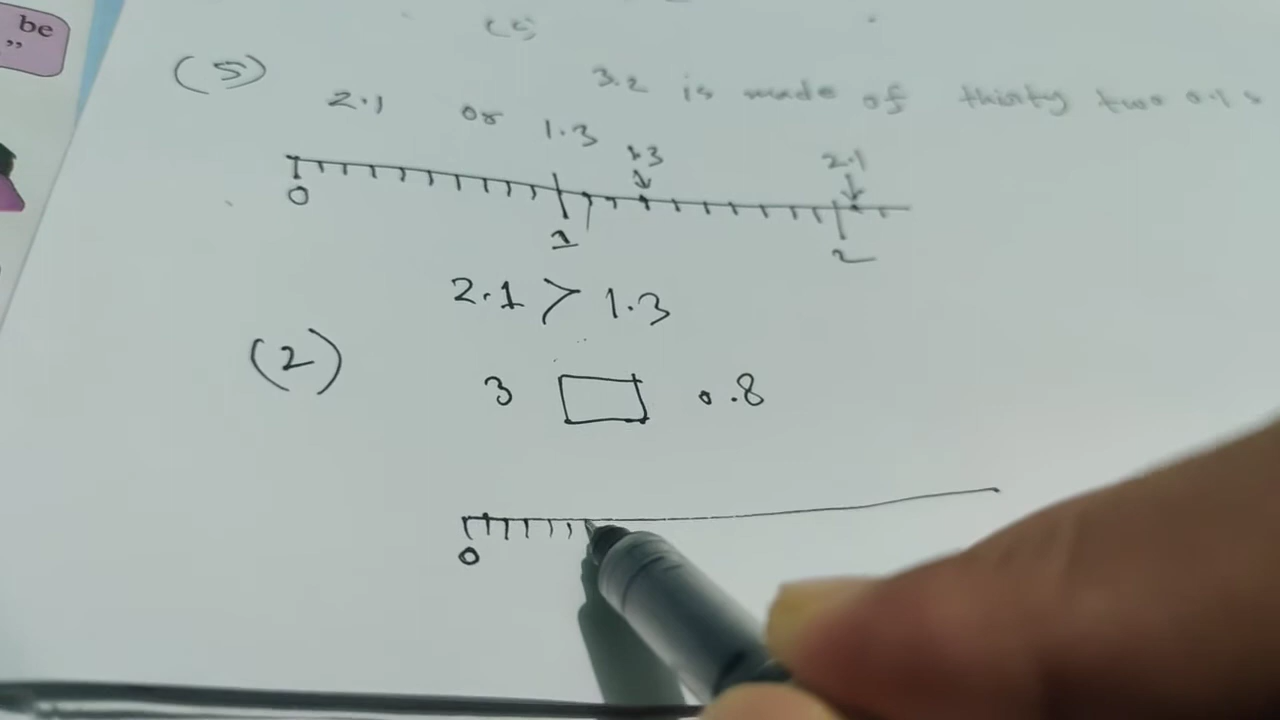 be
”
(5)
3.2 is made of thirty two 0.1s
2.1 or 1.3
1.3 2.1
0 1 2
2.1 > 1.3
(2)
3 0.8
0